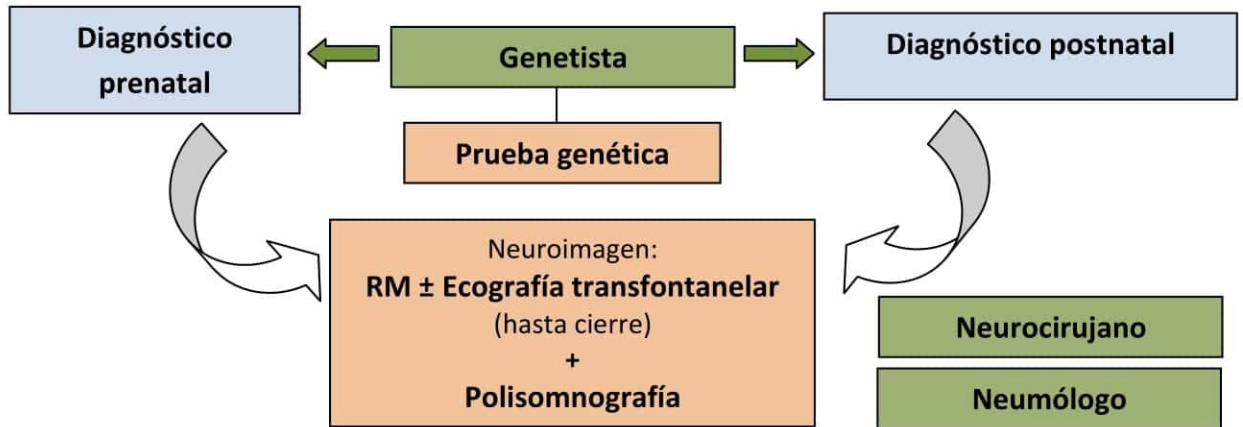 Diagnóstico
prenatal
Genetista
Diagnóstico postnatal
Prueba genética
Neuroimagen:
RM ± Ecografía transfontanelar
(hasta cierre)
+
Polisomnografía
Neurocirujano
Neumólogo